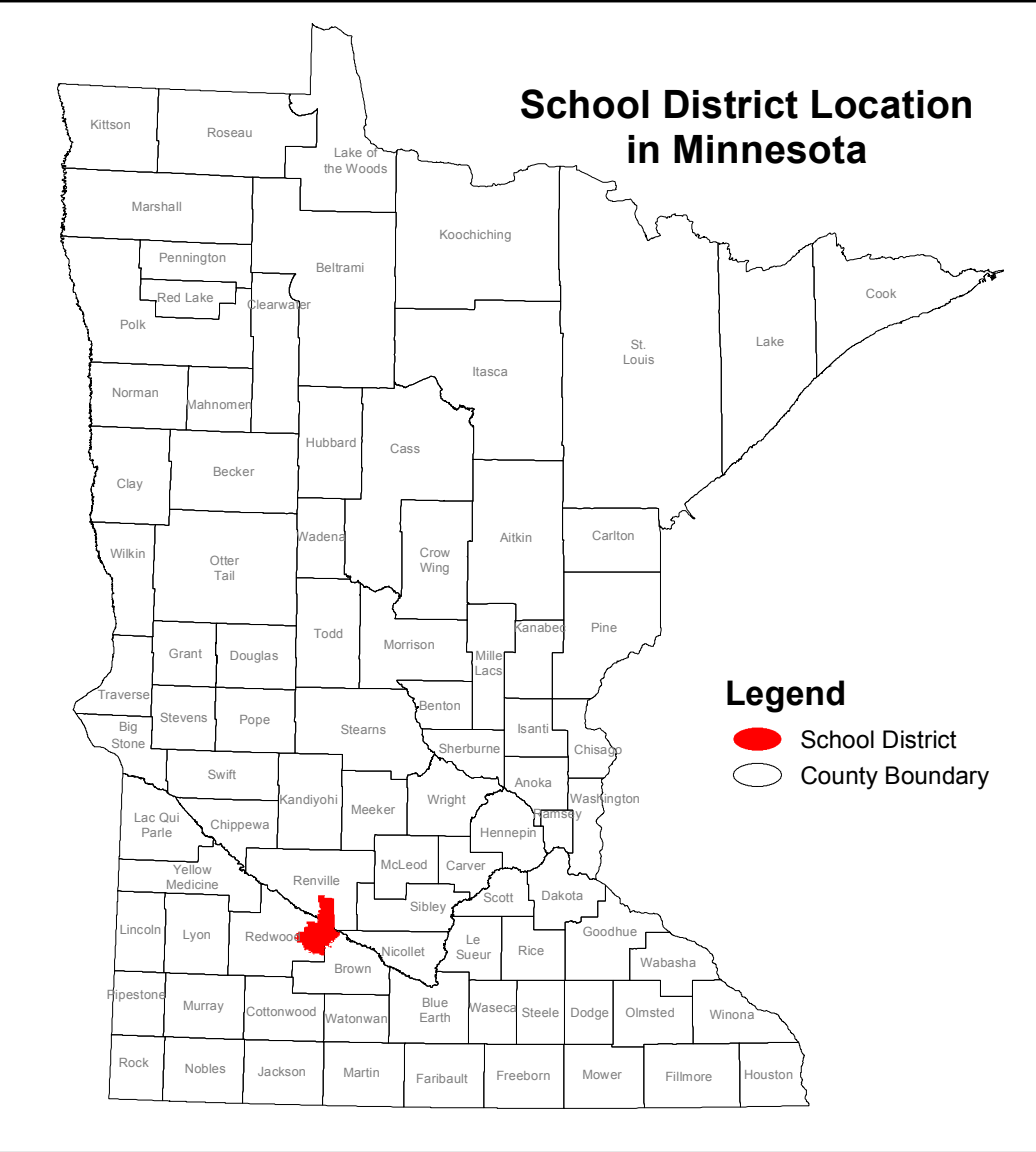 School District Location
in Minnesota
Kittson
Roseau
Lake of
the Woods
Marshall
Koochiching
Pennington
Beltrami
Red Lake
Clearwater
Cook
Polk
St.
Louis
Lake
Itasca
Norman
Mahnomen
Hubbard
Cass
Becker
Clay
Wadena
Aitkin
Carlton
Wilkin
Crow
Wing
Otter
Tail
Todd
Kanabec
Pine
Morrison
Grant
Douglas
Mille
Lacs
Traverse
Benton
Stevens
Pope
Stearns
Isanti
Big
Stone
Sherburne
Chisago
Legend
School District
County Boundary
Swift
Kandiyohi
Anoka
Meeker
Wright
Washington
Ramsey
Lac Qui
Parle
Chippewa
Hennepin
McLeod
Carver
Yellow
Medicine
Renville
Scott
Dakota
Sibley
Lincoln
Lyon
Redwood
Nicollet
Le
Sueur
Rice
Goodhue
Brown
Wabasha
Pipestone
Murray
Cottonwood
Watonwan
Blue
Earth
Waseca
Steele
Dodge
Olmsted
Winona
Rock
Nobles
Jackson
Martin
Faribault
Freeborn
Mower
Fillmore
Houston